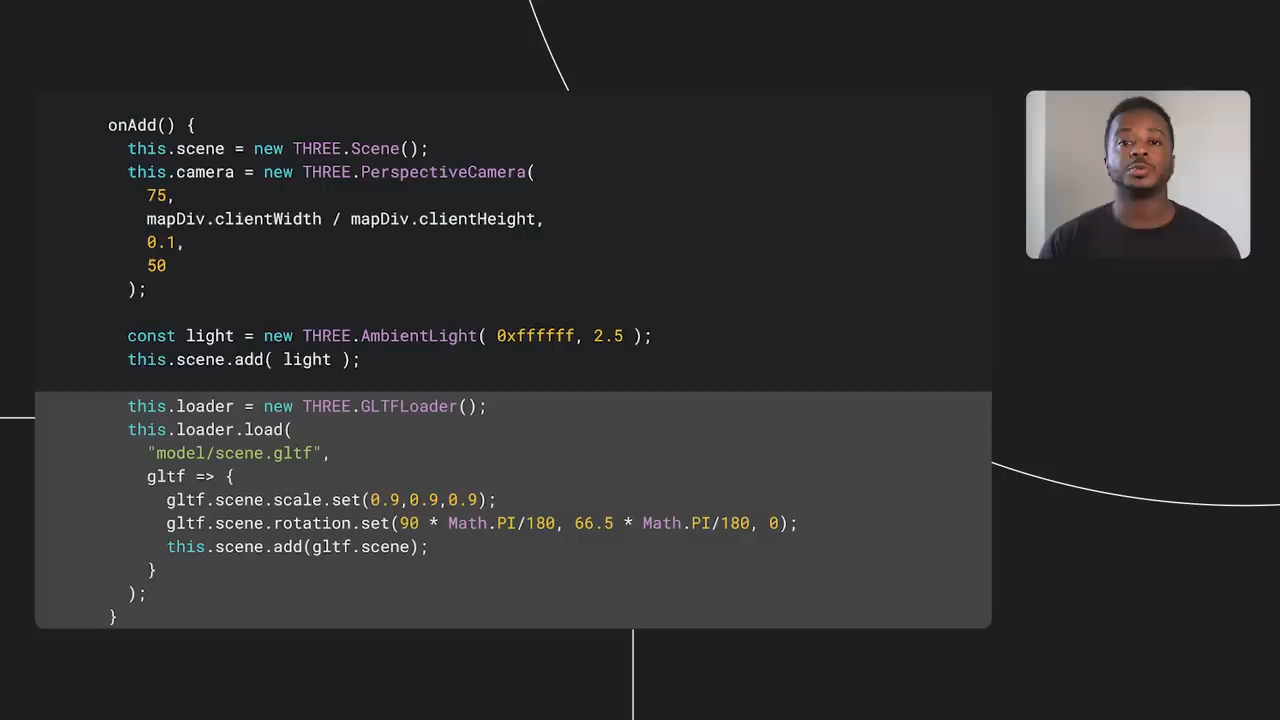 onAdd() {
this.scene = new THREE.Scene();
this.camera = new THREE.PerspectiveCamera(
75,
mapDiv.clientWidth / mapDiv.clientHeight,
0.1,
50
);
const light = new THREE.AmbientLight( 0xffffff, 2.5 );
this.scene.add( light );
this.loader = new THREE.GLTFLoader();
this.loader.load(
"model/scene.gltf",
gltf => {
gltf.scene.scale.set(0.9,0.9,0.9);
gltf.scene.rotation.set(90 * Math.PI/180, 66.5 * Math.PI/180, 0);
this.scene.add(gltf.scene);
}
);
}